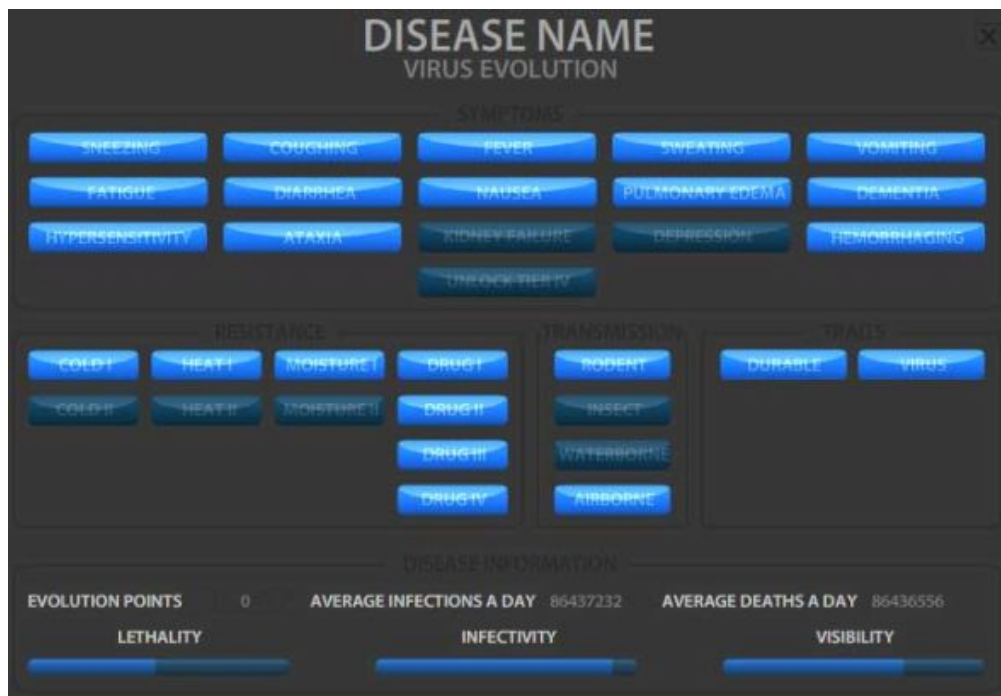 DISEASE NAME
VIRUS EVOLUTION
SYMPTOMS
SNEEZING COUGHING FEVER SWEATING VOMITING
FATIGUE DIARRHEA NAUSEA PULMONARY EDEMA DEMENTIA
HYPERSENSITIVITY ATAXIA KIDNEY FAILURE DEPRESSION HEMORRHAGING
UNLOCK TIER IV
RESISTANCE TRANSMISSION TRAITS
COLD I HEAT I MOISTURE I DRUG I RODENT DURABLE VIRUS
COLD II HEAT II MOISTURE II DRUG II INSECT
DRUG III WATERBORNE
DRUG IV AIRBORNE
DISEASE INFORMATION
EVOLUTION POINTS 0 AVERAGE INFECTIONS A DAY 86437232 AVERAGE DEATHS A DAY 86436556
LETHALITY INFECTIVITY VISIBILITY